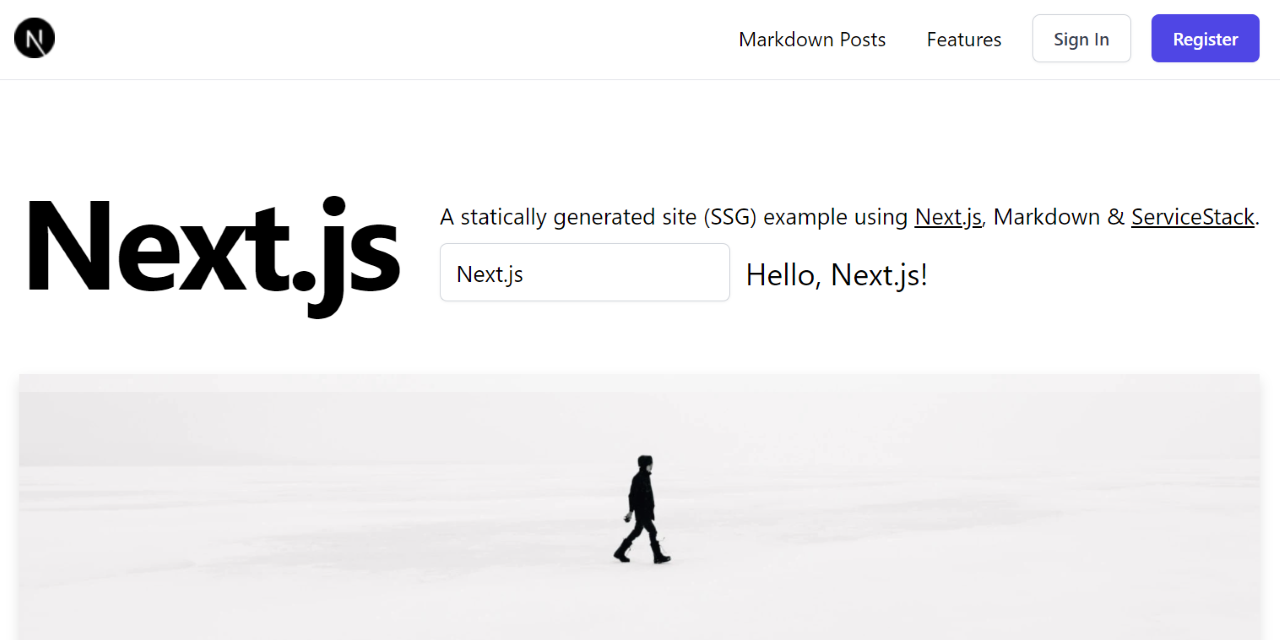 N
Markdown Posts
Features
Sign In
Register
Next.js
A statically generated site (SSG) example using Next.js, Markdown & ServiceStack.
Next.js
Hello, Next.js!